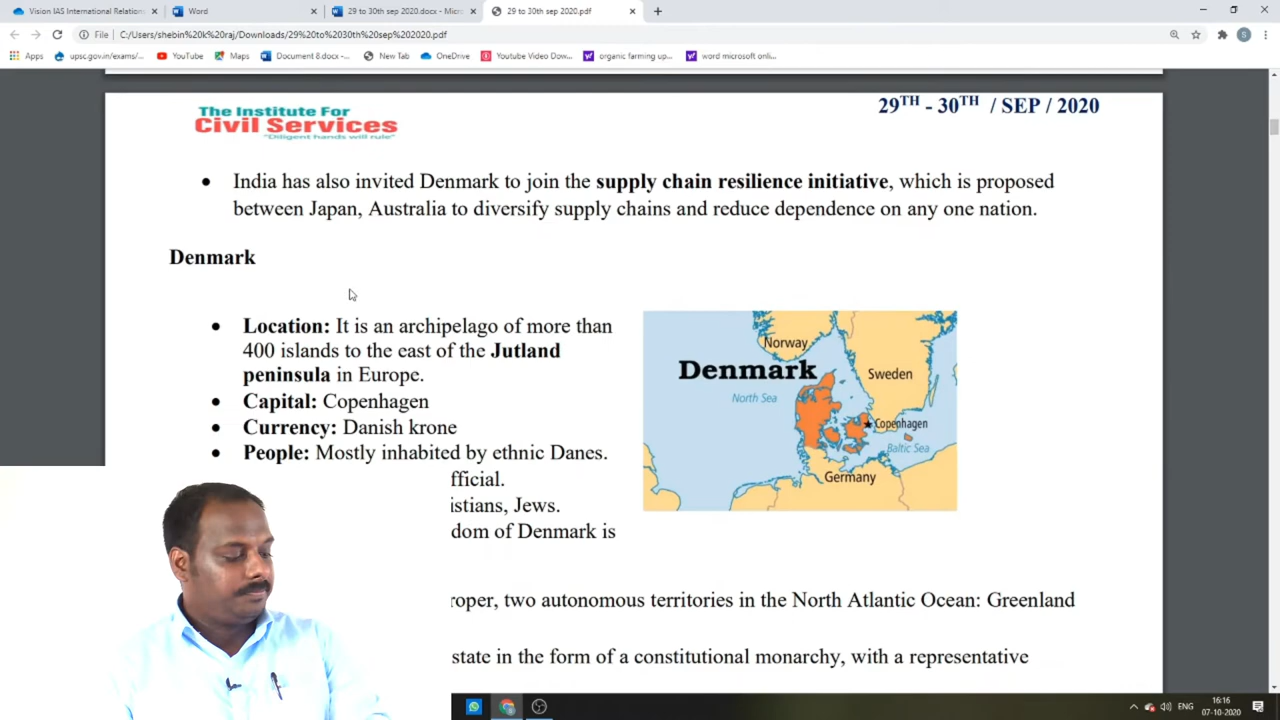 Vision IAS International Relations
Word
29 to 30th sep 2020.docx - Micro
29 to 30th sep 2020.pdf
File C:/Users/shebin%20k%20raj/Downloads/29%20to%2030th%20sep%202020.pdf
S
Apps
upsc.gov.in/exams/...
YouTube
Maps
Document 8.docx -...
New Tab
OneDrive
Youtube Video Dow...
organic farming up...
word microsoft onli...
The Institute For
Civil Services
"Diligent hands will rule"
29TH - 30TH / SEP / 2020
• India has also invited Denmark to join the supply chain resilience initiative, which is proposed
between Japan, Australia to diversify supply chains and reduce dependence on any one nation.
Denmark
• Location: It is an archipelago of more than
400 islands to the east of the Jutland
peninsula in Europe.
• Capital: Copenhagen
• Currency: Danish krone
• People: Mostly inhabited by ethnic Danes.
fficial.
istians, Jews.
dom of Denmark is
Norway
Denmark
Sweden
North Sea
Copenhagen
Baltic Sea
Germany
roper, two autonomous territories in the North Atlantic Ocean: Greenland
state in the form of a constitutional monarchy, with a representative
ENG
16:16
07-10-2020